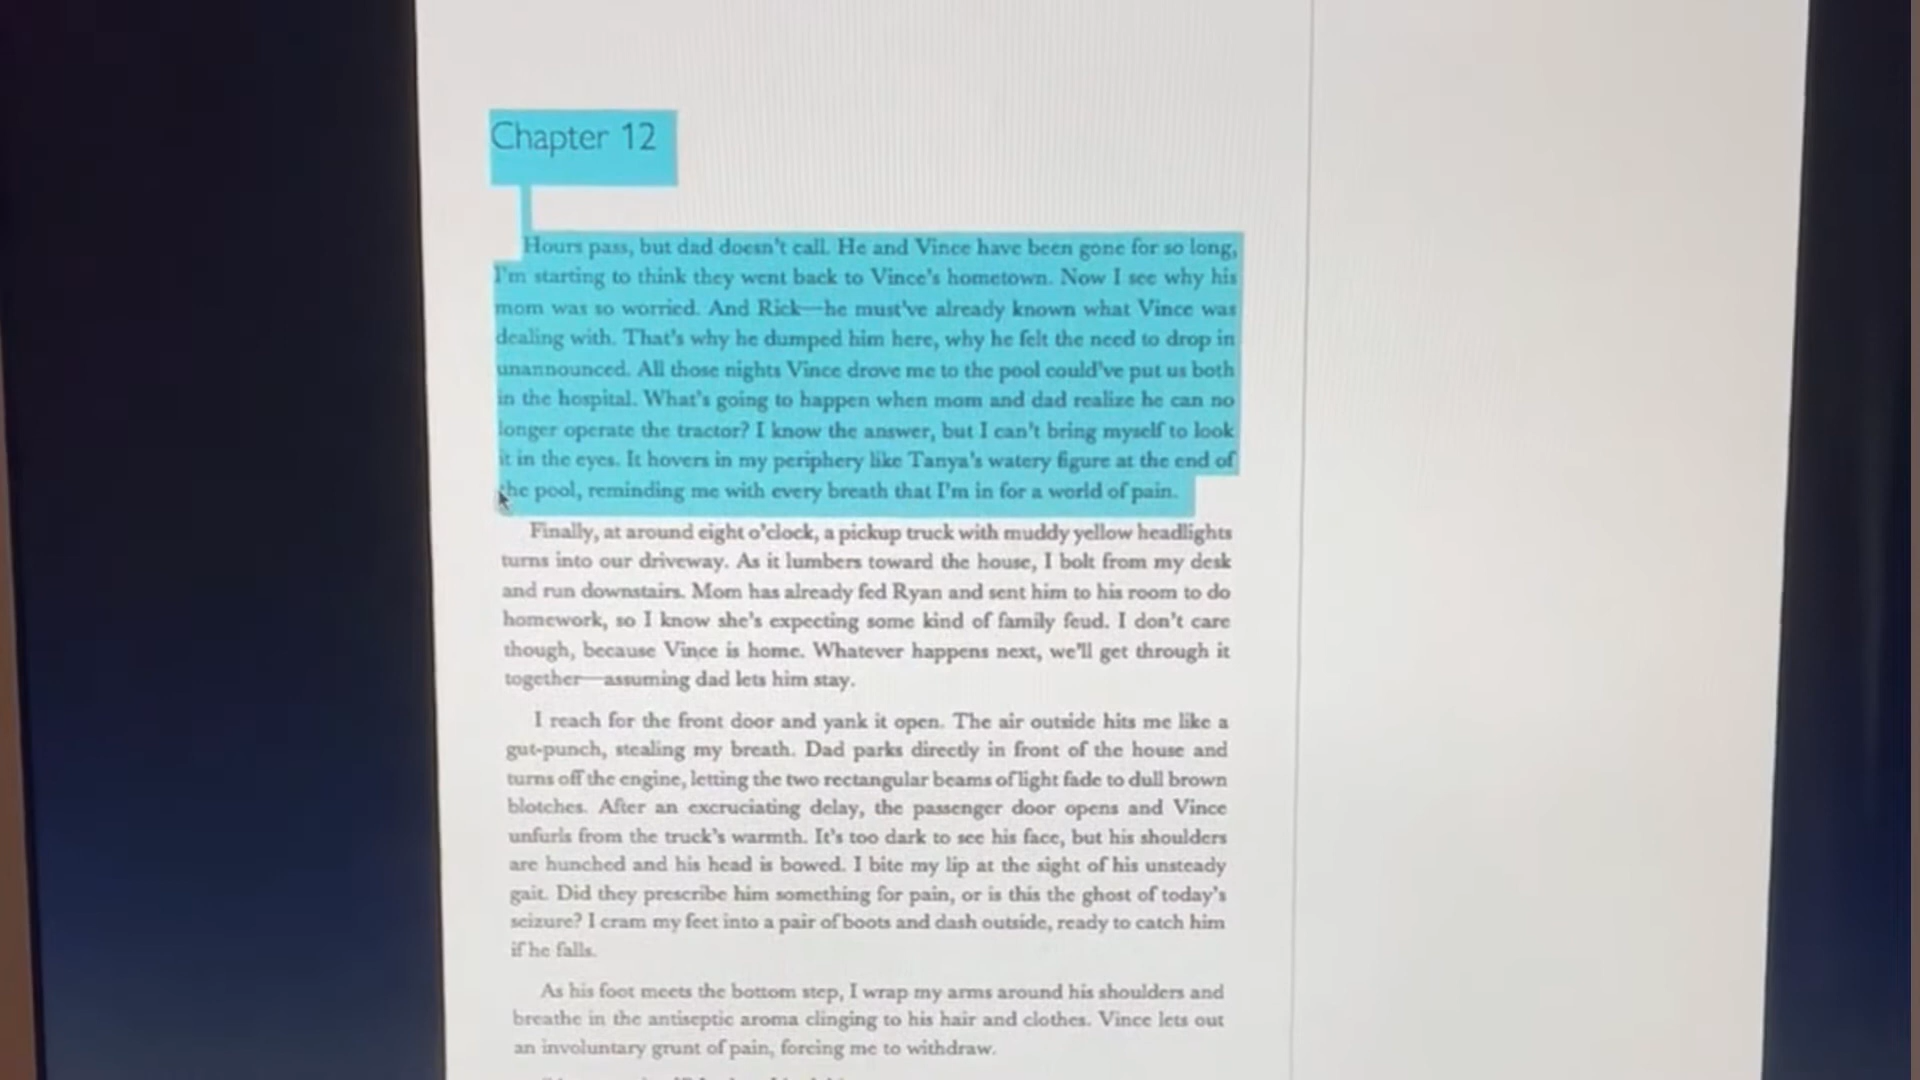 Chapter 12
Hours pass, but dad doesn't call. He and Vince have been gone for so long,
I'm starting to think they went back to Vince's hometown. Now I see why his
mom was so worried. And Rick—he must've already known what Vince was
dealing with. That's why he dumped him here, why he felt the need to drop in
unannounced. All those nights Vince drove me to the pool could've put us both
in the hospital. What's going to happen when mom and dad realize he can no
longer operate the tractor? I know the answer, but I can't bring myself to look
it in the eyes. It hovers in my periphery like Tanya's watery figure at the end of
the pool, reminding me with every breath that I'm in for a world of pain.
Finally, at around eight o'clock, a pickup truck with muddy yellow headlights
turns into our driveway. As it lumbers toward the house, I bolt from my desk
and run downstairs. Mom has already fed Ryan and sent him to his room to do
homework, so I know she's expecting some kind of family feud. I don't care
though, because Vince is home. Whatever happens next, we'll get through it
together—assuming dad lets him stay.
I reach for the front door and yank it open. The air outside hits me like a
gut-punch, stealing my breath. Dad parks directly in front of the house and
turns off the engine, letting the two rectangular beams of light fade to dull brown
blotches. After an excruciating delay, the passenger door opens and Vince
unfurls from the truck's warmth. It's too dark to see his face, but his shoulders
are hunched and his head is bowed. I bite my lip at the sight of his unsteady
gait. Did they prescribe him something for pain, or is this the ghost of today's
seizure? I cram my feet into a pair of boots and dash outside, ready to catch him
if he falls.
As his foot meets the bottom step, I wrap my arms around his shoulders and
breathe in the antiseptic aroma clinging to his hair and clothes. Vince lets out
an involuntary grunt of pain, forcing me to withdraw.